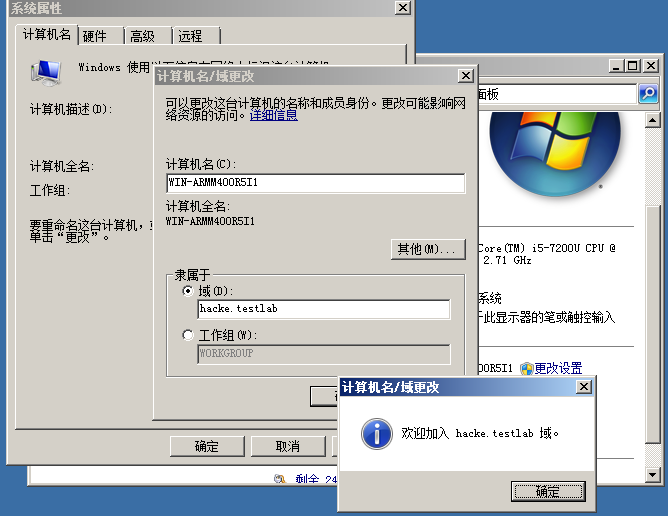 系统属性
计算机名
硬件
高级
远程
Windows
计算机描述(D):
计算机全名:
工作组:
要重命名这台计算机，
单击“更改”。
确定
取消
计算机名/域更改
可以更改这台计算机的名称和成员身份。更改可能影响网
络资源的访问。详细信息
计算机名(C):
WIN-ARMM400R5I1
计算机全名:
WIN-ARMM400R5I1
其他(M)...
隶属于
域(D):
hacke.testlab
工作组(W):
WORKGROUP
计算机名/域更改
欢迎加入 hacke.testlab 域。
确定
面板
Core(TM) i5-7200U CPU @
2.71 GHz
系统
此显示器的笔或触控输入
00R5I1 更改设置
剩余 24